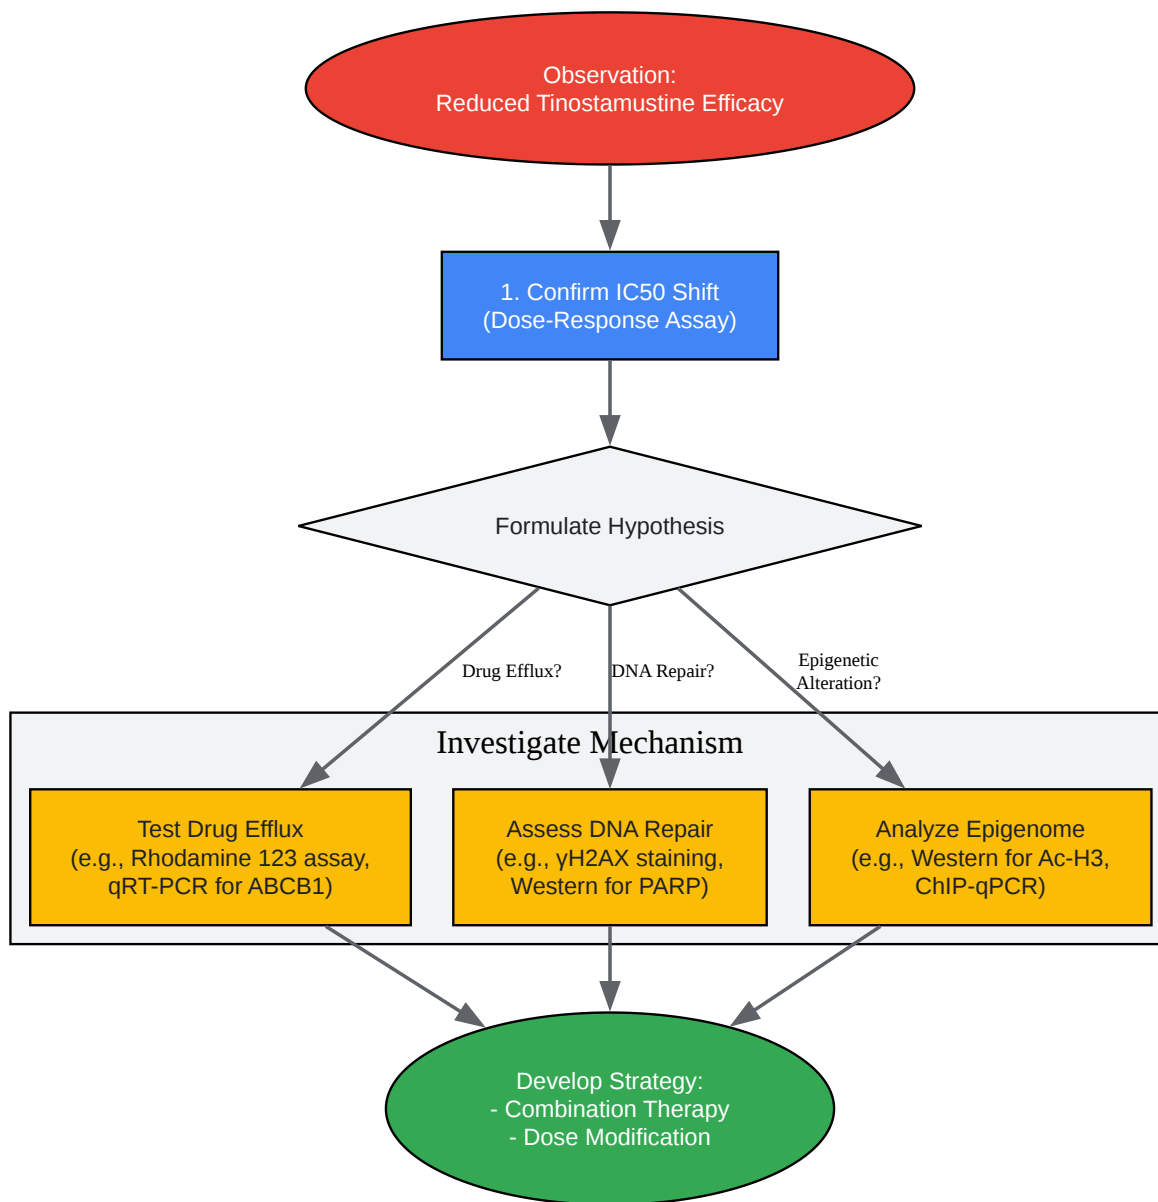 Observation:
Reduced Tinostamustine Efficacy
1. Confirm IC50 Shift
(Dose-Response Assay)
Formulate Hypothesis
Drug Efflux?
DNA Repair?
Epigenetic
Alteration?
Investigate Mechanism
Test Drug Efflux
(e.g., Rhodamine 123 assay,
qRT-PCR for ABCB1)
Assess DNA Repair
(e.g., γH2AX staining,
Western for PARP)
Analyze Epigenome
(e.g., Western for Ac-H3,
ChIP-qPCR)
Develop Strategy:
- Combination Therapy
- Dose Modification